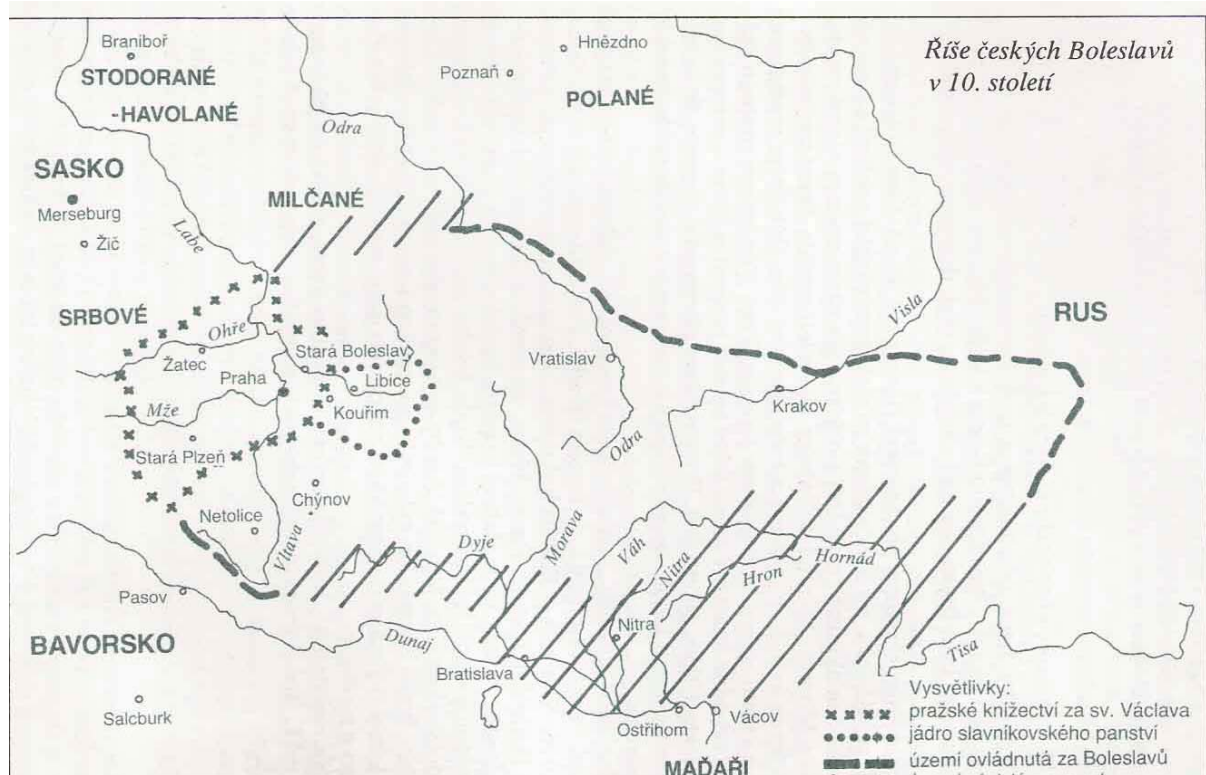 Říše českých Boleslavů
v 10. století
Braniboř
STODORANÉ
-HAVOLANÉ
Hnězdno
Poznaň
POLANÉ
Odra
SASKO
Merseburg
Žič
MILČANÉ
Labe
SRBOVÉ
Ohře
Žatec
Stará Boleslav
Praha
Libice
Kouřim
Mže
Stará Plzeň
Chýnov
Netolice
Vltava
Vratislav
Odra
Visla
RUS
Krakov
Dyje
Morava
Váh
Nitra
Hron
Hornád
Pasov
BAVORSKO
Dunaj
Nitra
Bratislava
Tisa
Salcburk
Ostřihom
Vácov
MAĎAŘI
Vysvětlivky:
pražské knížectví za sv. Václava
jádro slavníkovského panství
území ovládnutá za Boleslavů